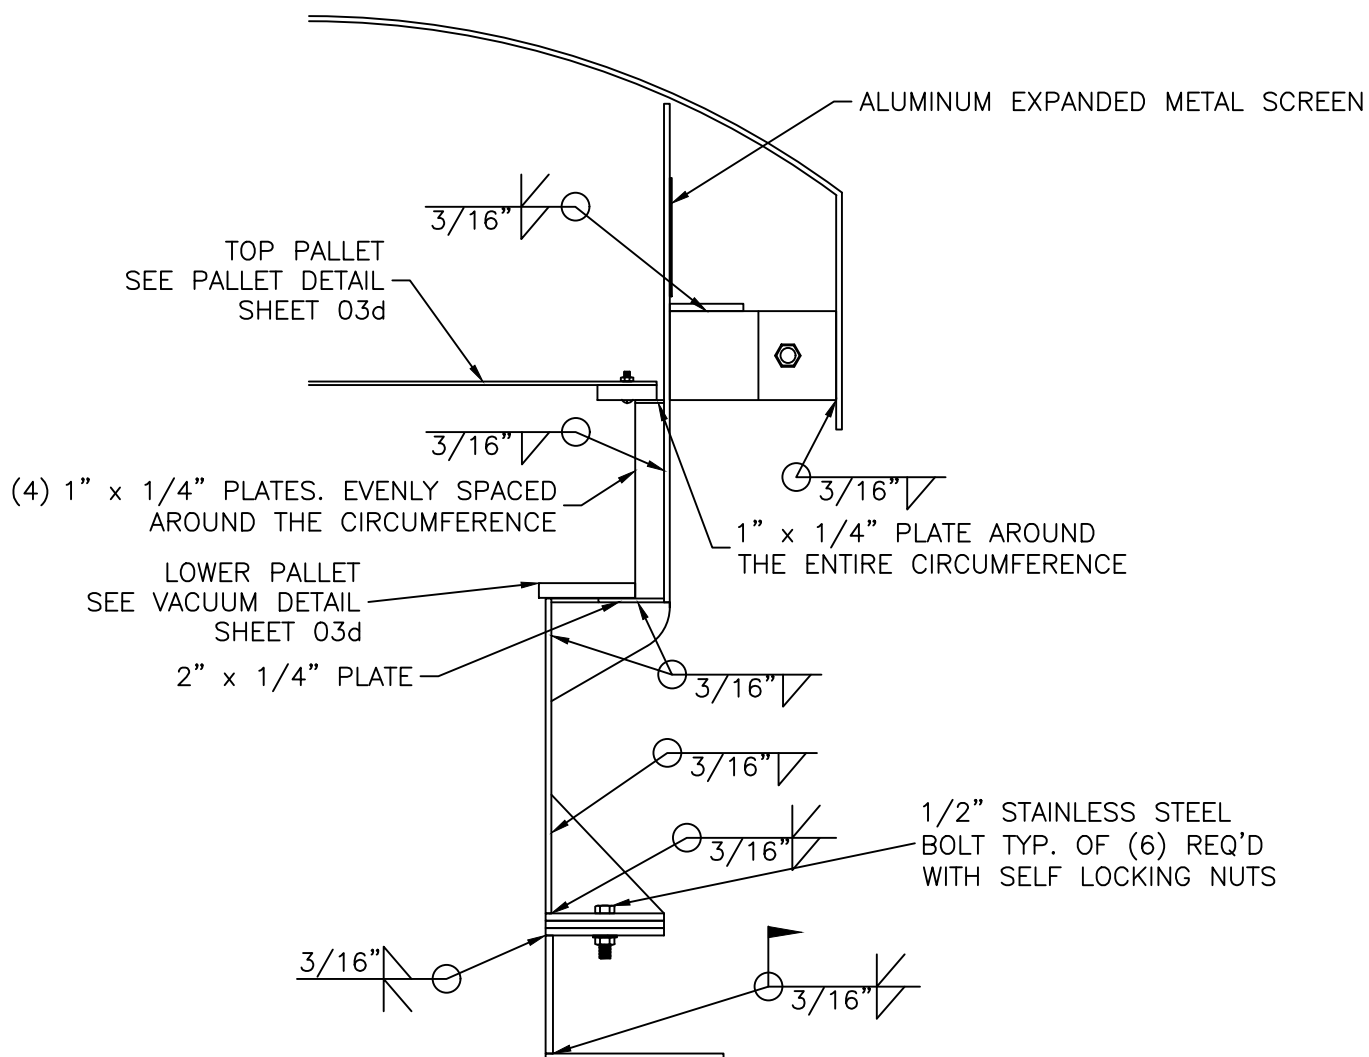 ALUMINUM EXPANDED METAL SCREEN
3/16”
TOP PALLET
SEE PALLET DETAIL
SHEET 03d
3/16”
(4) 1” x 1/4” PLATES. EVENLY SPACED
AROUND THE CIRCUMFERENCE
3/16”
1” x 1/4” PLATE AROUND
THE ENTIRE CIRCUMFERENCE
LOWER PALLET
SEE VACUUM DETAIL
SHEET 03d
2” x 1/4” PLATE
3/16”
3/16”
3/16”
1/2” STAINLESS STEEL
BOLT TYP. OF (6) REQ’D
WITH SELF LOCKING NUTS
3/16”
3/16”